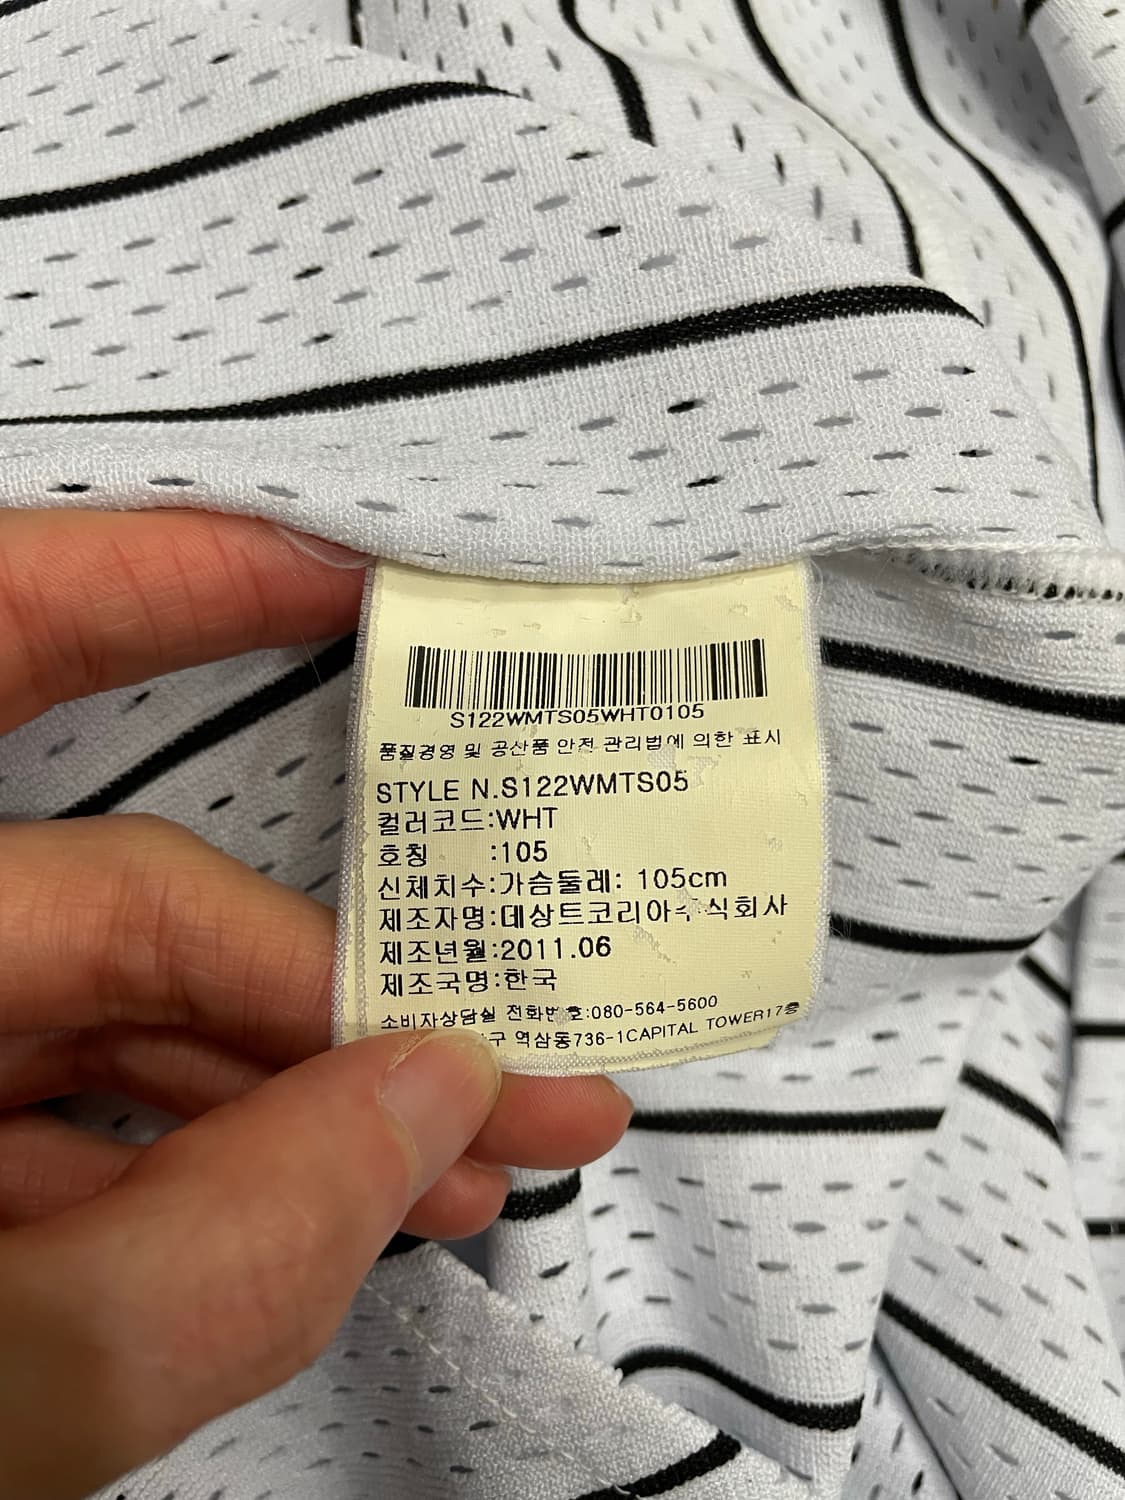 S122WMTS05WHT0105
품질경영 및 공산품 안전 관리법에 의한 표시
STYLE N.S122WMTS05
컬러코드:WHT
호칭 :105
신체치수:가슴둘레: 105cm
제조자명:데상트코리아주식회사
제조년월:2011.06
제조국명:한국
소비자상담실 전화번호:080-564-5600
구 역삼동736-1CAPITAL TOWER17층